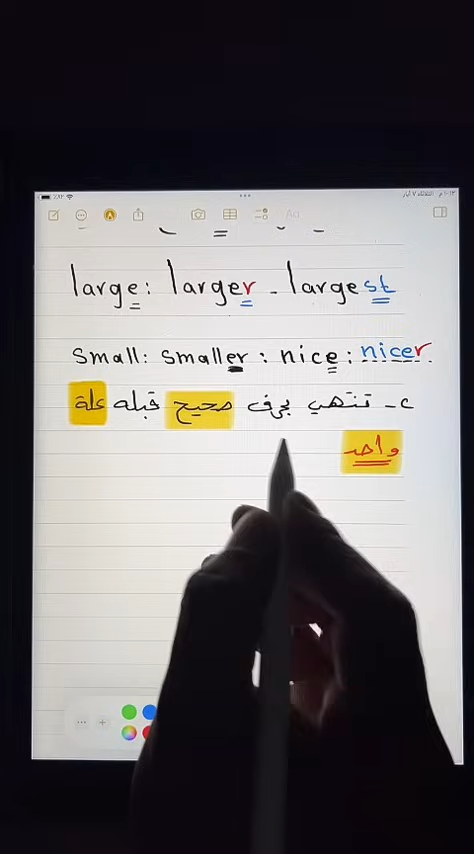 large: larger - largest
small: smaller : nice: nicer
c - تنتهي بحرف صحيح قبله علة
واحد